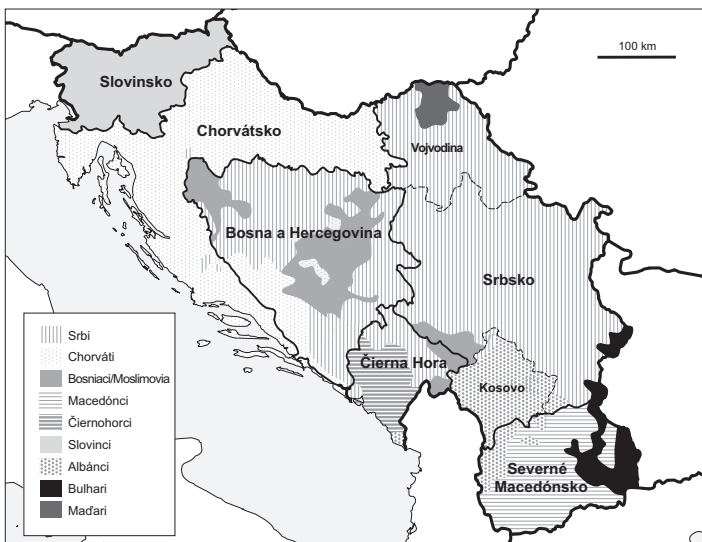 100 km
Slovinsko
Chorvátsko
Vojvodina
Bosna a Hercegovina
Srbsko
Čierna Hora
Kosovo
Severné
Macedónsko
Srbi
Chorváti
Bosniaci/Moslimovia
Macedónci
Čiernohorci
Slovinci
Albánci
Bulhari
Maďari